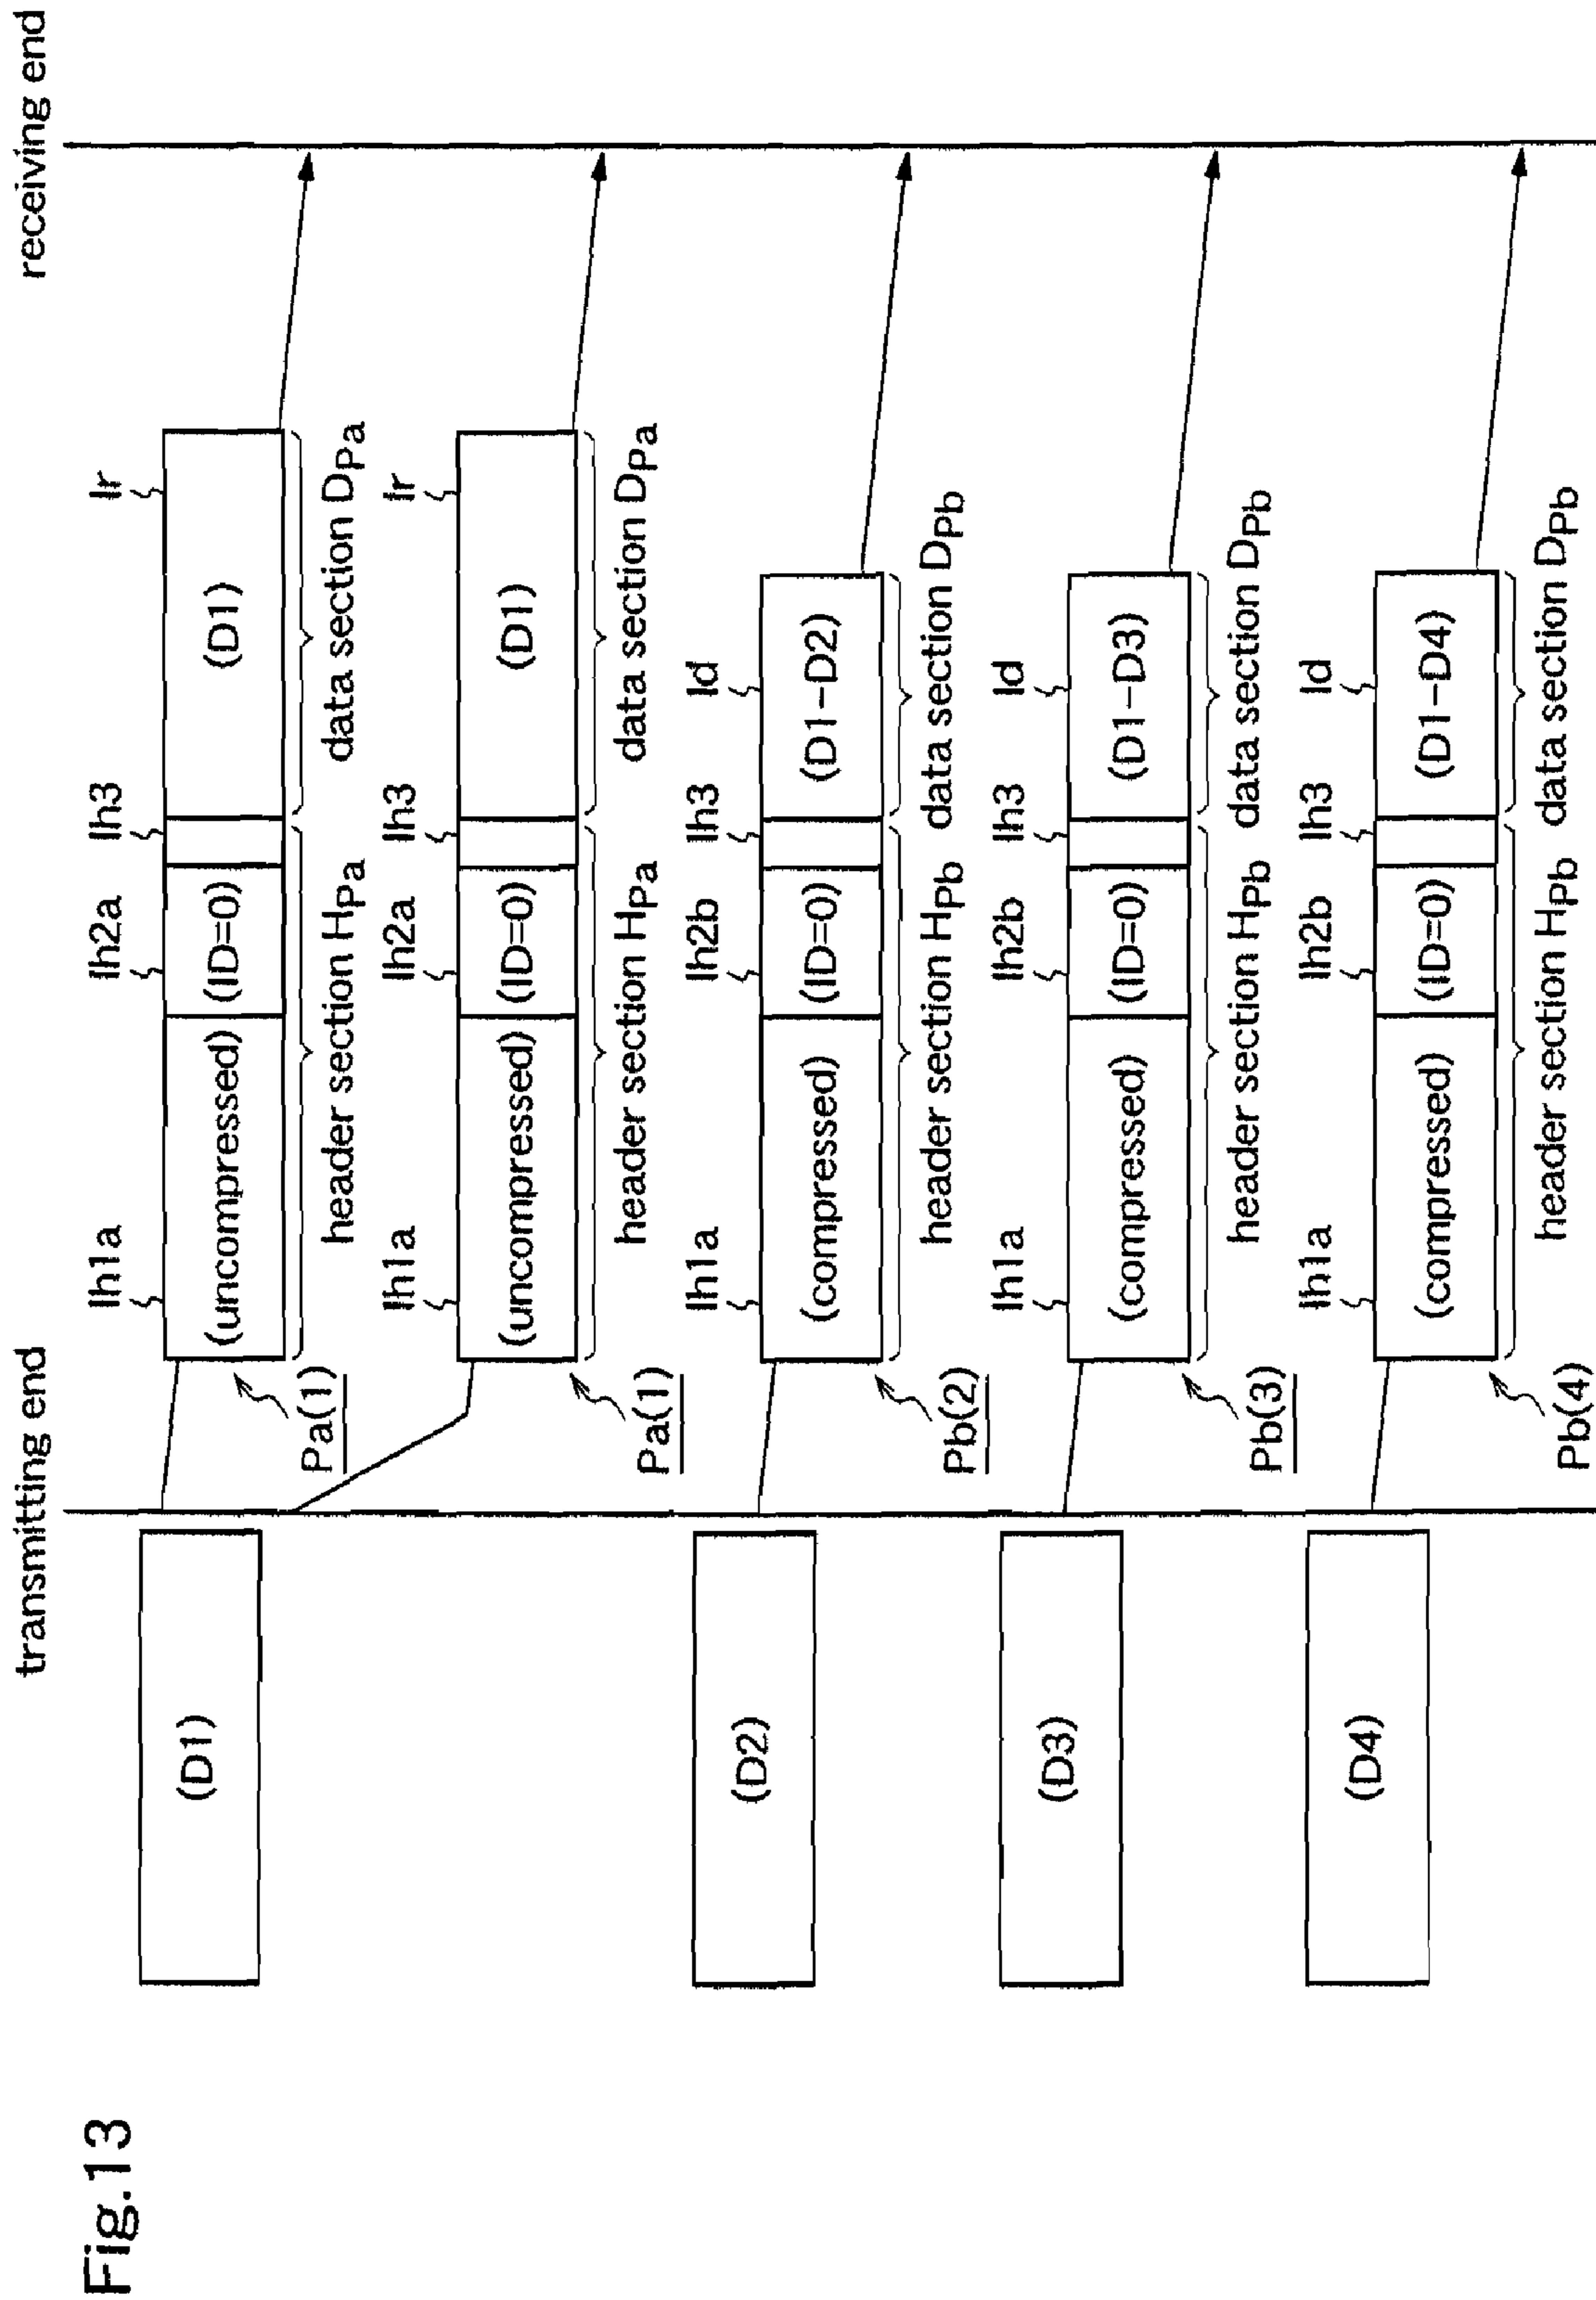 Fig.13
transmitting end
receiving end
(D1)
Ih1a
Ih2a
Ih3
Ir
(uncompressed)
(ID=0)
(D1)
Pa(1)
header section HPa
data section DPa
Ih1a
Ih2a
Ih3
Ir
(uncompressed)
(ID=0)
(D1)
Pa(1)
header section HPa
data section DPa
(D2)
Ih1a
Ih2b
Ih3
Id
(compressed)
(ID=0)
(D1-D2)
Pb(2)
header section HPb
data section DPb
(D3)
Ih1a
Ih2b
Ih3
Id
(compressed)
(ID=0)
(D1-D3)
Pb(3)
header section HPb
data section DPb
(D4)
Ih1a
Ih2b
Ih3
Id
(compressed)
(ID=0)
(D1-D4)
Pb(4)
header section HPb
data section DPb